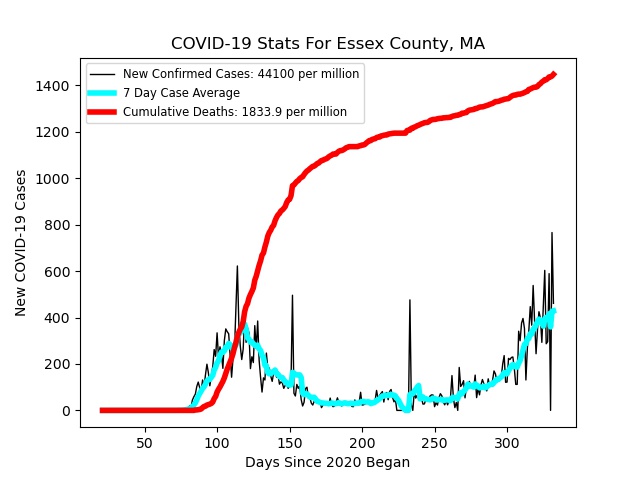 COVID-19 Stats For Essex County, MA
New Confirmed Cases: 44100 per million
7 Day Case Average
Cumulative Deaths: 1833.9 per million
New COVID-19 Cases
1400
1200
1000
800
600
400
200
0
50
100
150
200
250
300
Days Since 2020 Began